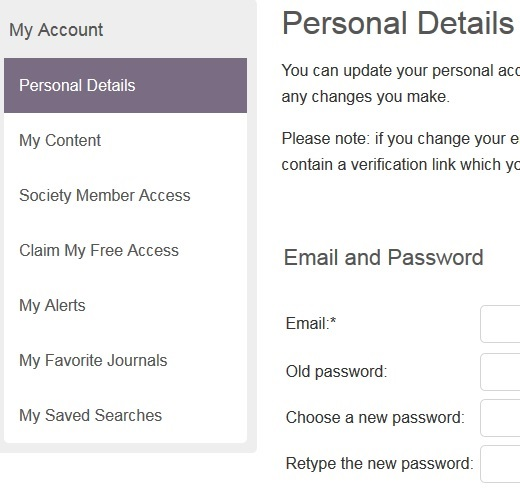 My Account
Personal Details
My Content
Society Member Access
Claim My Free Access
My Alerts
My Favorite Journals
My Saved Searches
Personal Details
You can update your personal
any changes you make.
Please note: if you change your
contain a verification link which
Email and Password
Email:*
Old password:
Choose a new password:
Retype the new password: